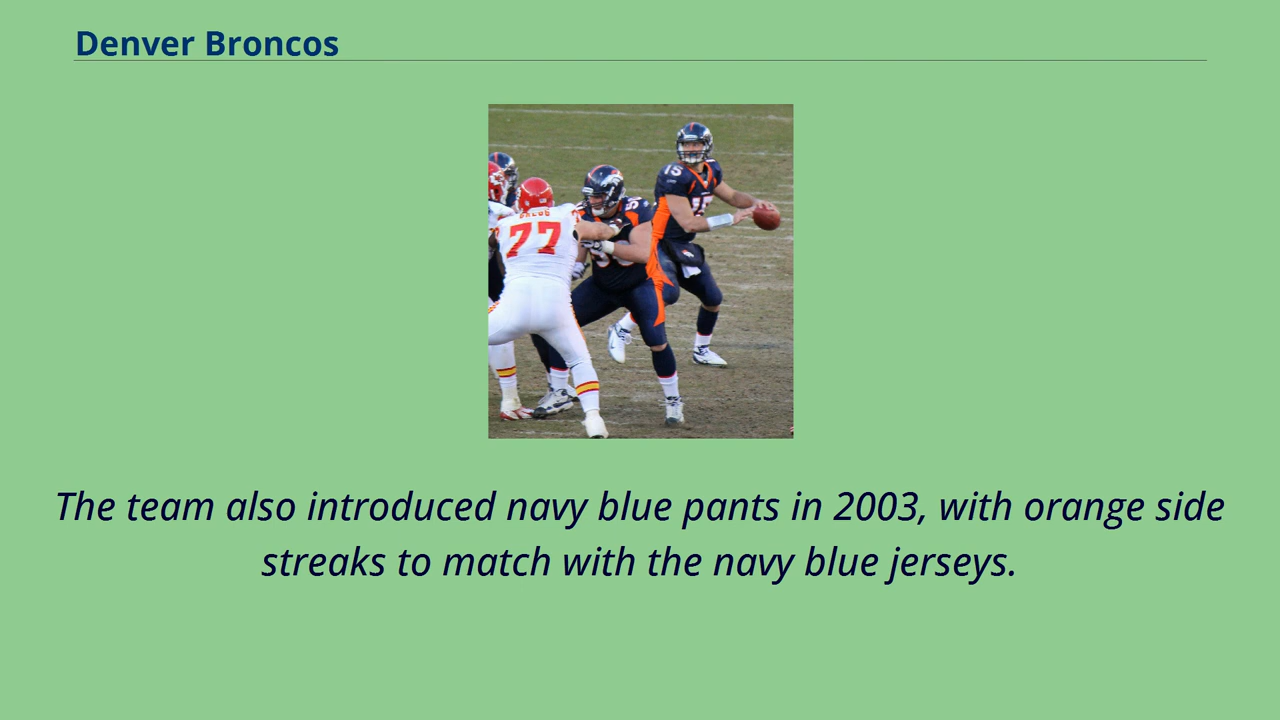 Denver Broncos
15
15
77
The team also introduced navy blue pants in 2003, with orange side
streaks to match with the navy blue jerseys.